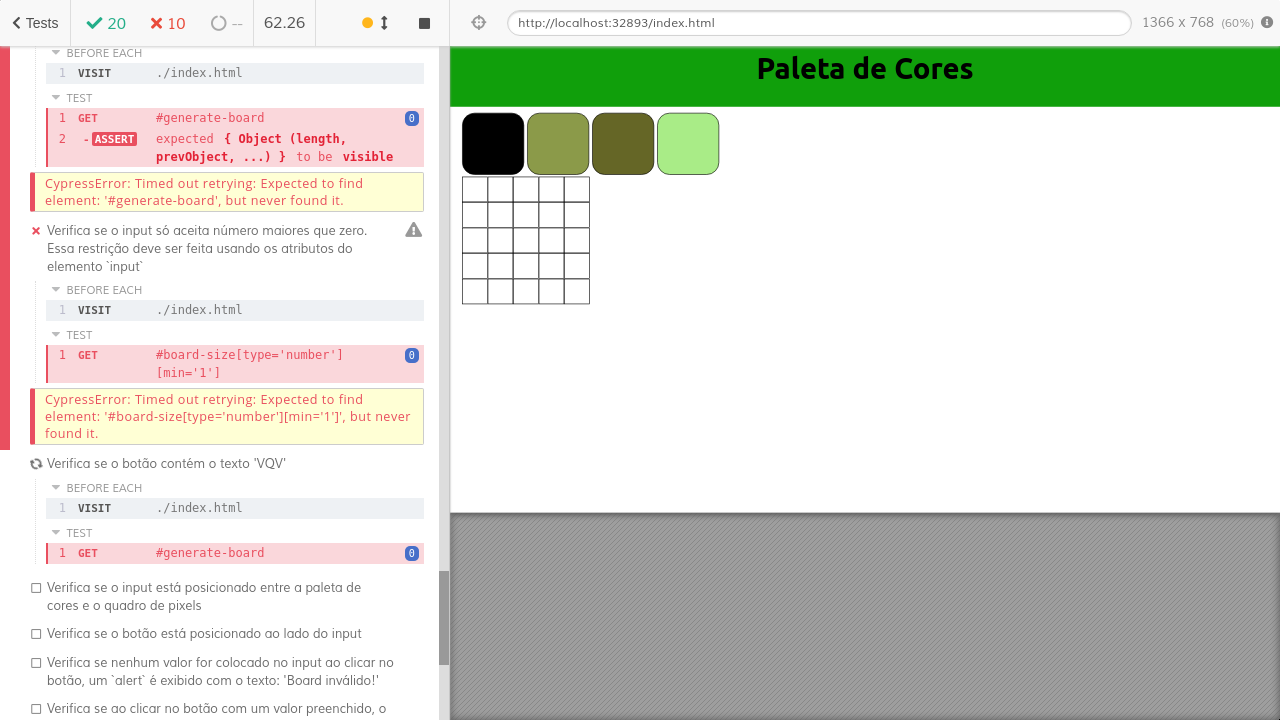 Tests
20
10
--
62.26
http://localhost:32893/index.html
1366 x 768 (60%)
BEFORE EACH
1 VISIT ./index.html
TEST
1 GET #generate-board 0
2 -ASSERT expected { Object (length,
prevObject, ...) } to be visible
CypressError: Timed out retrying: Expected to find
element: '#generate-board', but never found it.
Verifica se o input só aceita número maiores que zero.
Essa restrição deve ser feita usando os atributos do
elemento `input`
BEFORE EACH
1 VISIT ./index.html
TEST
1 GET #board-size[type='number'] 0
[min='1']
CypressError: Timed out retrying: Expected to find
element: '#board-size[type='number'][min='1']', but never
found it.
Verifica se o botão contém o texto 'VQV'
BEFORE EACH
1 VISIT ./index.html
TEST
1 GET #generate-board 0
Verifica se o input está posicionado entre a paleta de
cores e o quadro de pixels
Verifica se o botão está posicionado ao lado do input
Verifica se nenhum valor for colocado no input ao clicar no
botão, um `alert` é exibido com o texto: 'Board inválido!'
Verifica se ao clicar no botão com um valor preenchido, o
Paleta de Cores